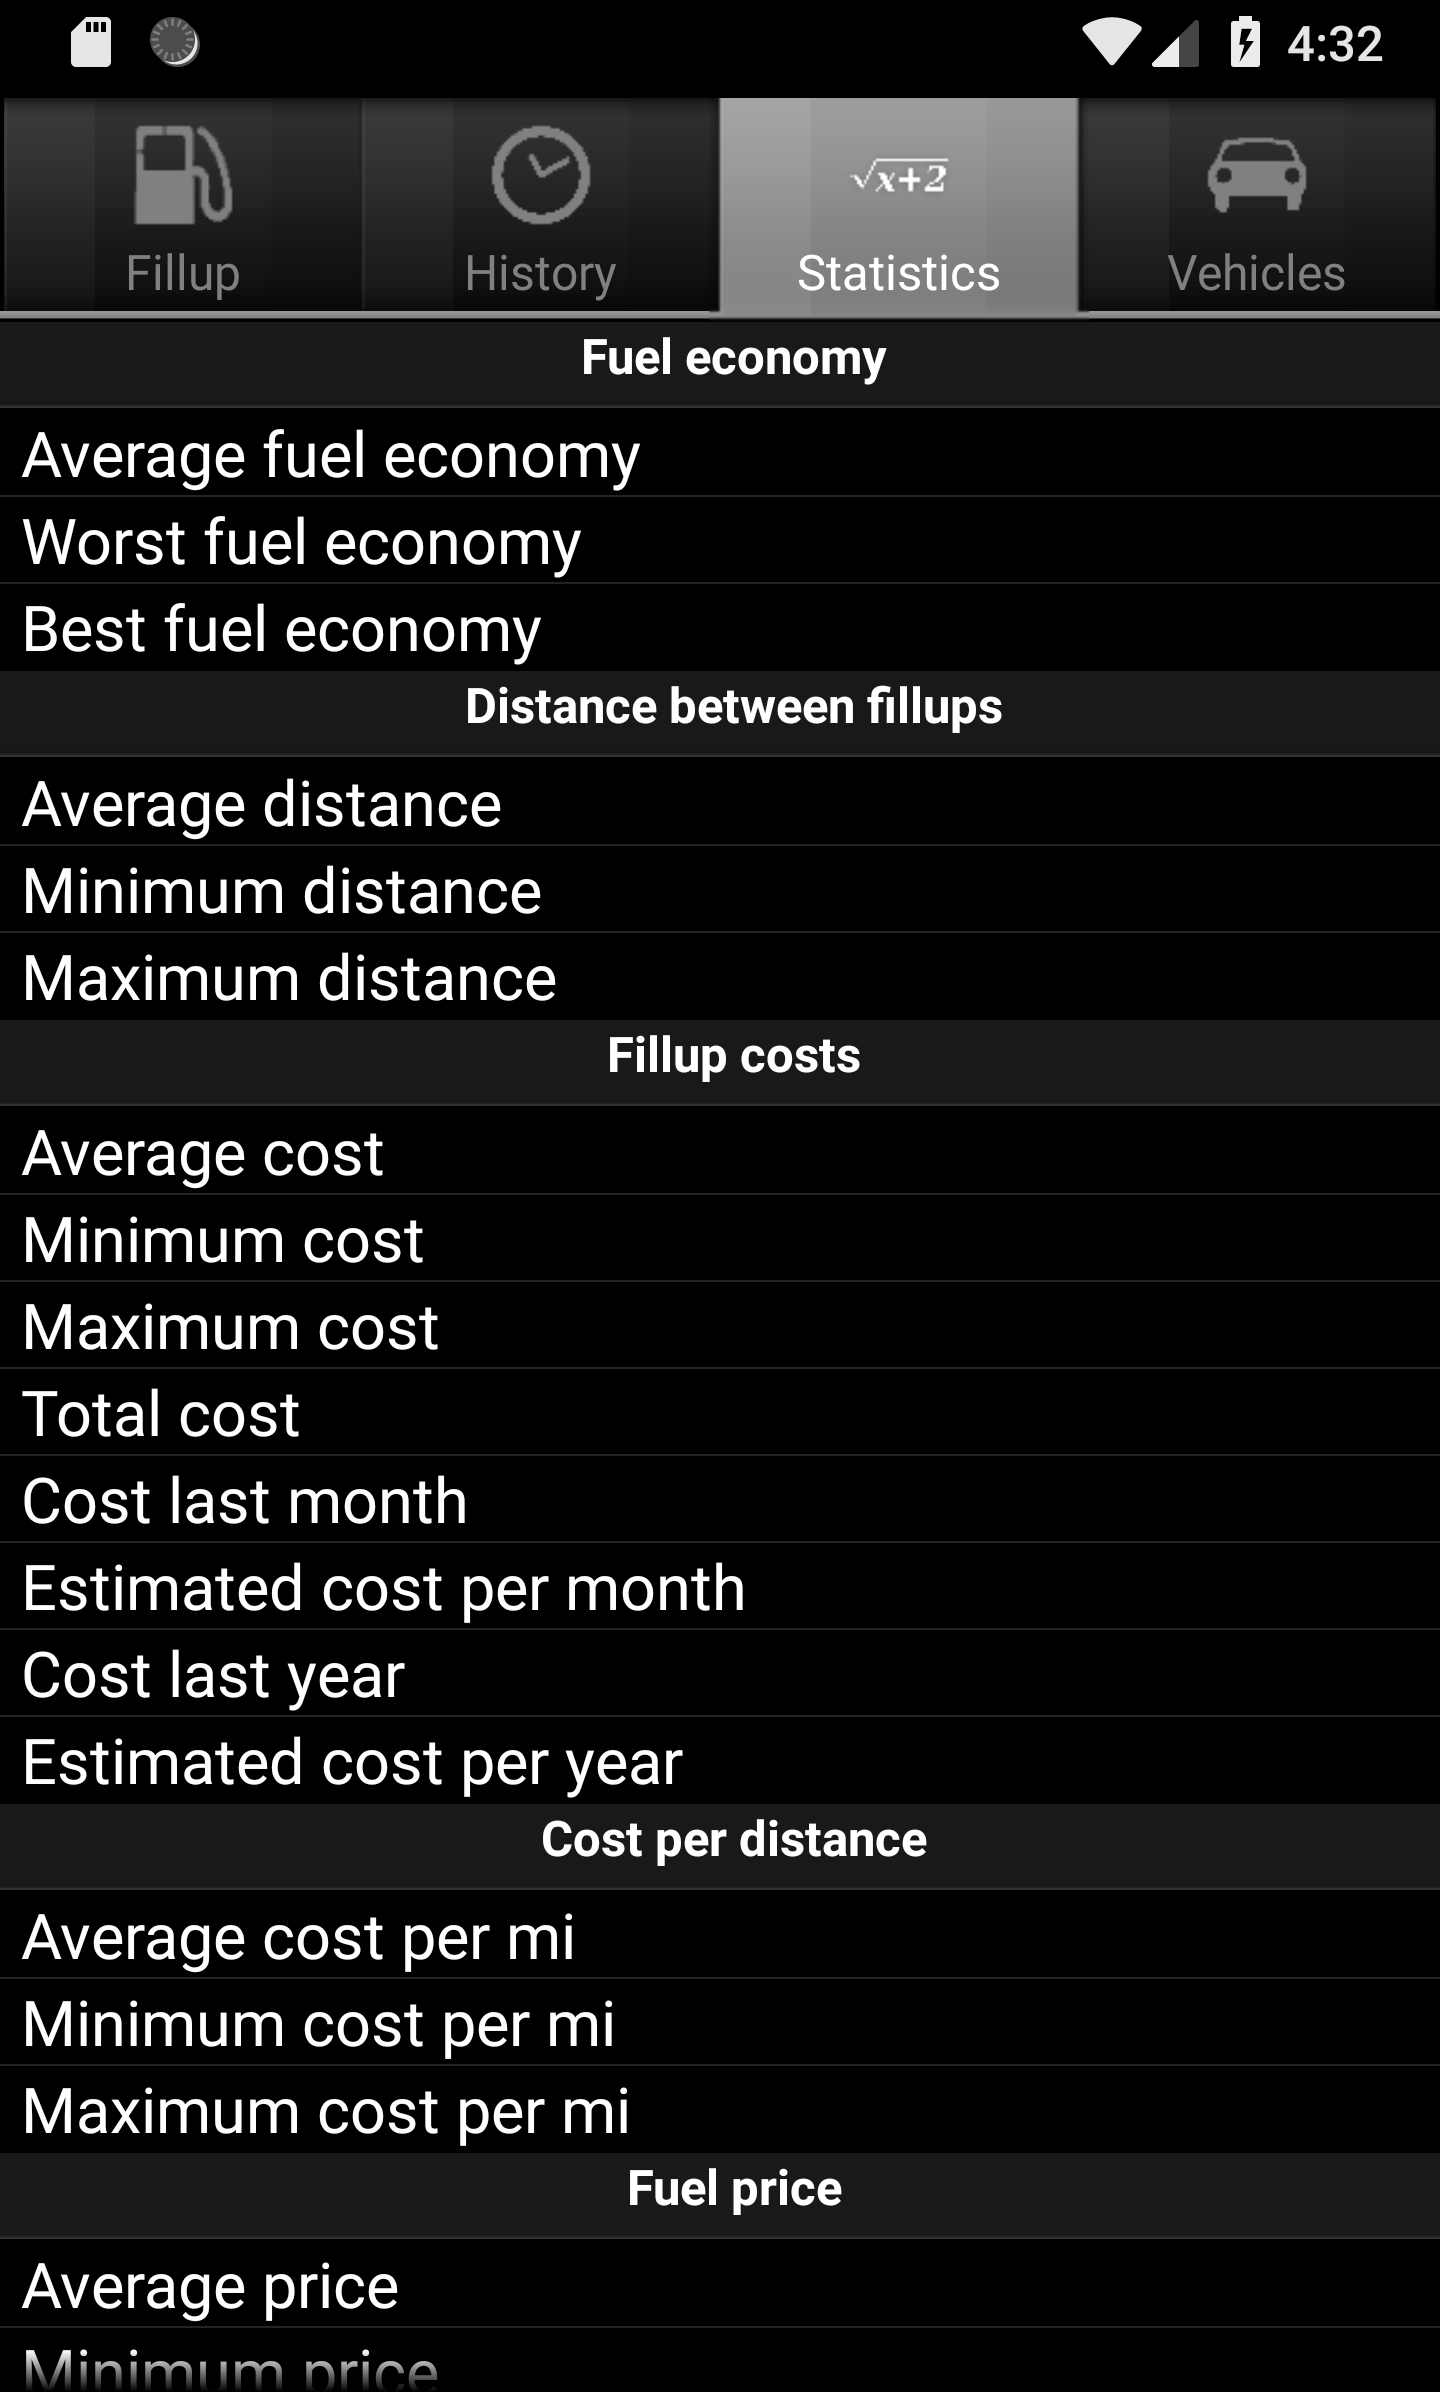 4:32
Fillup
History
√x+2
Statistics
Vehicles
Fuel economy
Average fuel economy
Worst fuel economy
Best fuel economy
Distance between fillups
Average distance
Minimum distance
Maximum distance
Fillup costs
Average cost
Minimum cost
Maximum cost
Total cost
Cost last month
Estimated cost per month
Cost last year
Estimated cost per year
Cost per distance
Average cost per mi
Minimum cost per mi
Maximum cost per mi
Fuel price
Average price
Minimum price